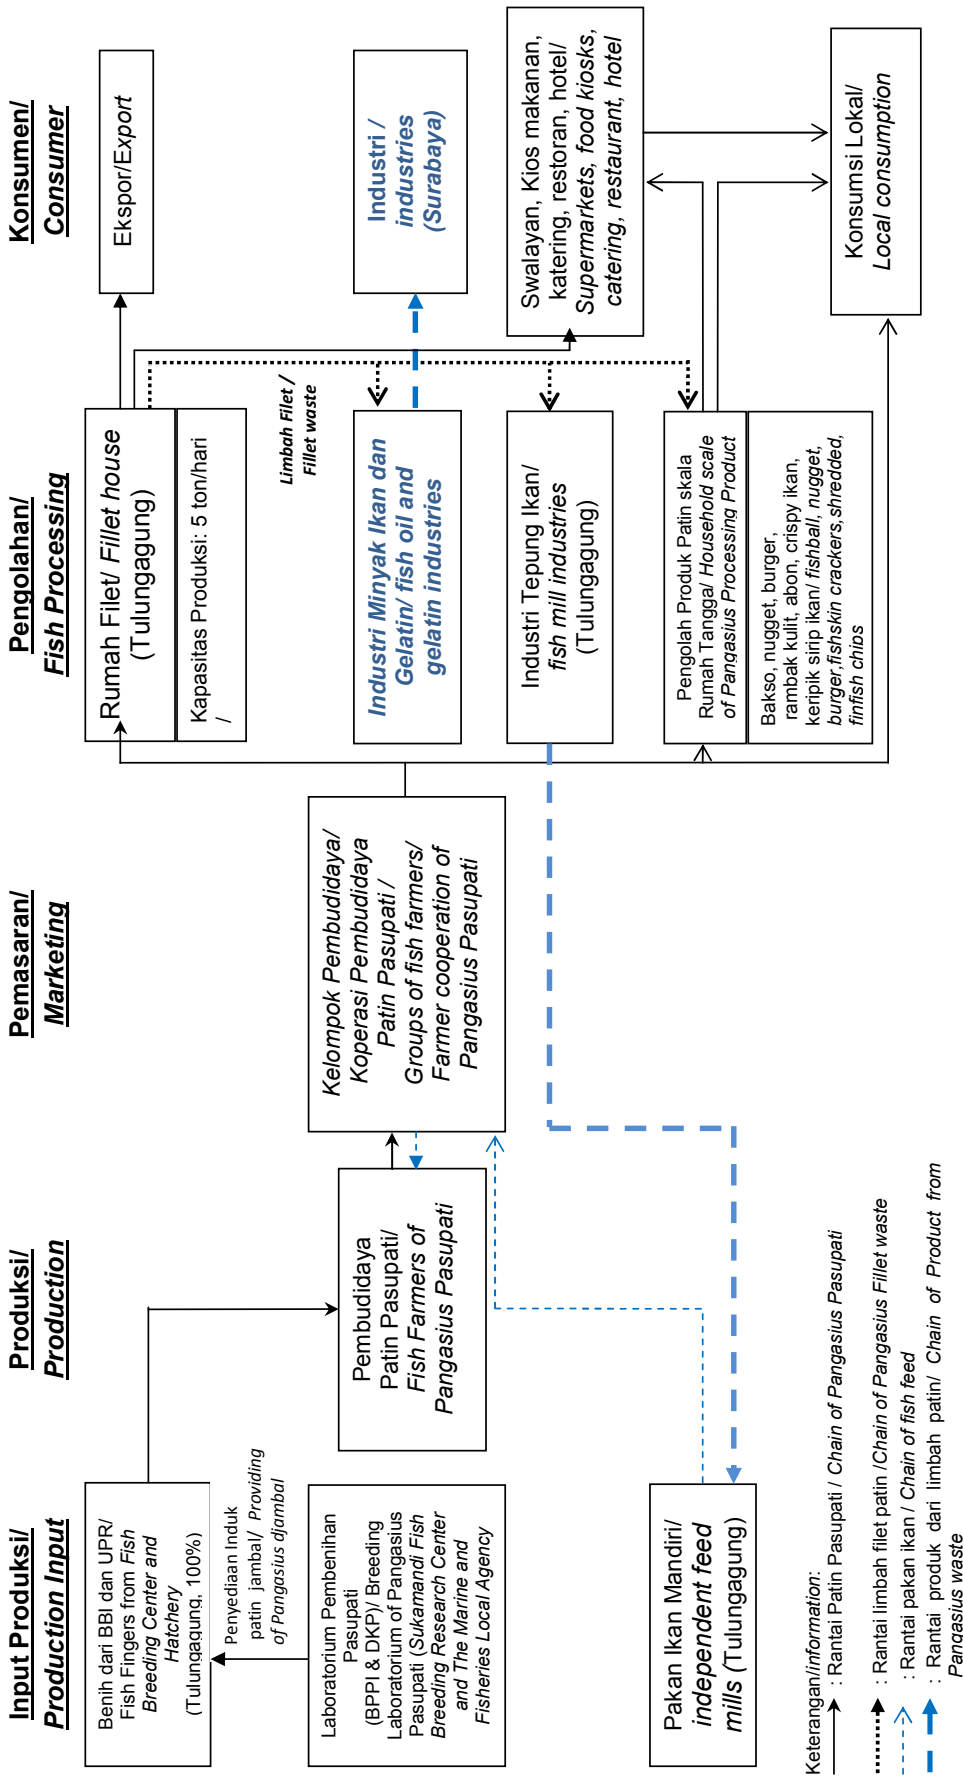 Input Produksi/
Production Input
Produksi/
Production
Pemasaran/
Marketing
Pengolahan/
Fish Processing
Konsumen/
Consumer
Benih dari BBI dan UPR/
Fish Fingers from Fish
Breeding Center and
Hatchery
(Tulungagung, 100%)
Penyediaan Induk
patin jambal/ Providing
of Pangasius djambal
Laboratorium Pembenihan
Pasupati
(BPPI & DKP)/ Breeding
Laboratorium of Pangasius
Pasupati (Sukamandi Fish
Breeding Research Center
and The Marine and
Fisheries Local Agency
Pakan Ikan Mandiri/
independent feed
mills (Tulungagung)
Pembudidaya
Patin Pasupati/
Fish Farmers of
Pangasius Pasupati
Kelompok Pembudidaya/
Koperasi Pembudidaya
Patin Pasupati /
Groups of fish farmers/
Farmer cooperation of
Pangasius Pasupati
Rumah Filet/ Fillet house
(Tulungagung)
Kapasitas Produksi: 5 ton/hari
/
Limbah Filet /
Fillet waste
Industri Minyak Ikan dan
Gelatin/ fish oil and
gelatin industries
Industri Tepung Ikan/
fish mill industries
(Tulungagung)
Pengolah Produk Patin skala
Rumah Tangga/ Household scale
of Pangasius Processing Product
Bakso, nugget, burger,
rambak kulit, abon, crispy ikan,
keripik sirip ikan/ fishball, nugget,
burger,fishskin crackers,shredded,
finfish chibs
Ekspor/Export
Industri /
industries
(Surabaya)
Swalayan, Kios makanan,
katering, restoran, hotel/
Supermarkets, food kiosks,
catering, restaurant, hotel
Konsumsi Lokal/
Local consumption
Keterangan/information:
: Rantai Patin Pasupati / Chain of Pangasius Pasupati
: Rantai limbah filet patin /Chain of Pangasius Fillet waste
: Rantai pakan ikan / Chain of fish feed
: Rantai produk dari limbah patin/ Chain of Product from
Pangasius waste